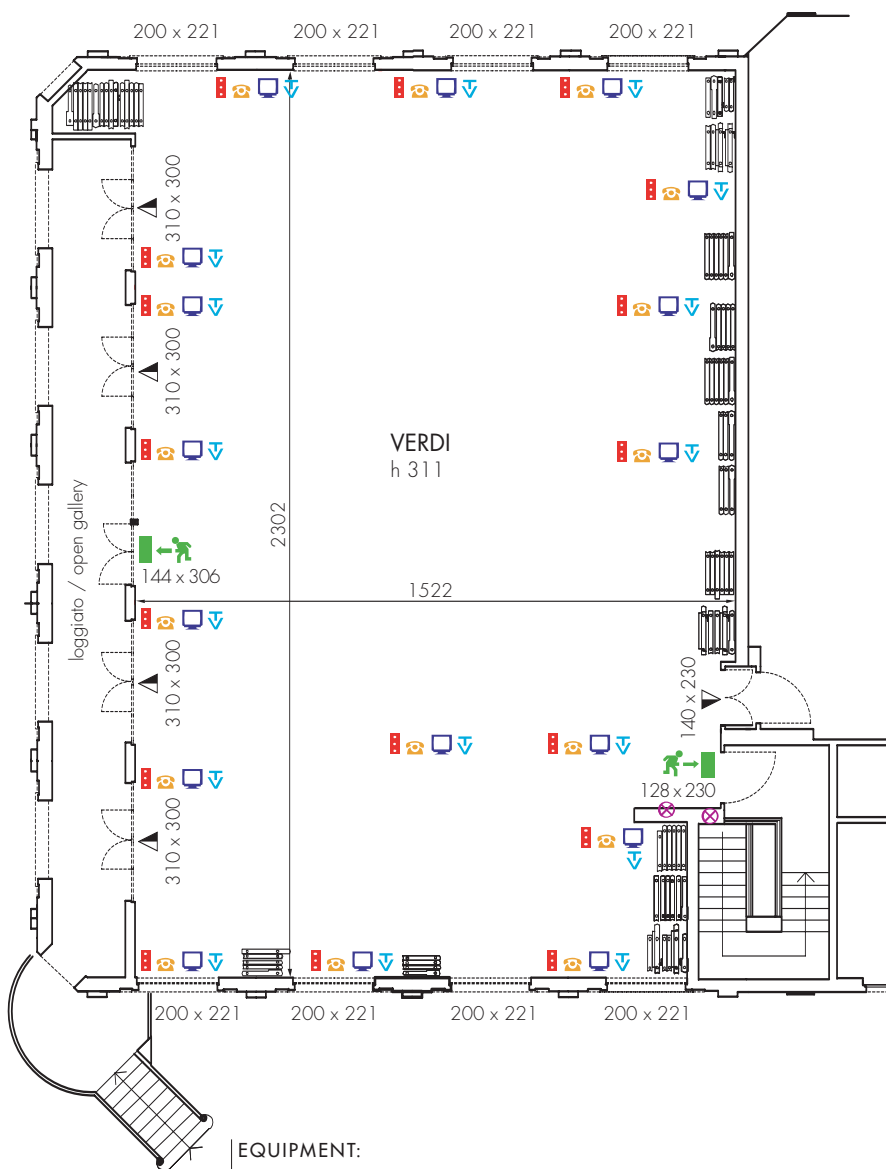 200 x 221
200 x 221
200 x 221
200 x 221
310 x 300
310 x 300
VERDI
h 311
loggiato / open gallery
2302
144 x 306
1522
310 x 300
140 x 230
128 x 230
310 x 300
200 x 221
200 x 221
200 x 221
200 x 221
EQUIPMENT: